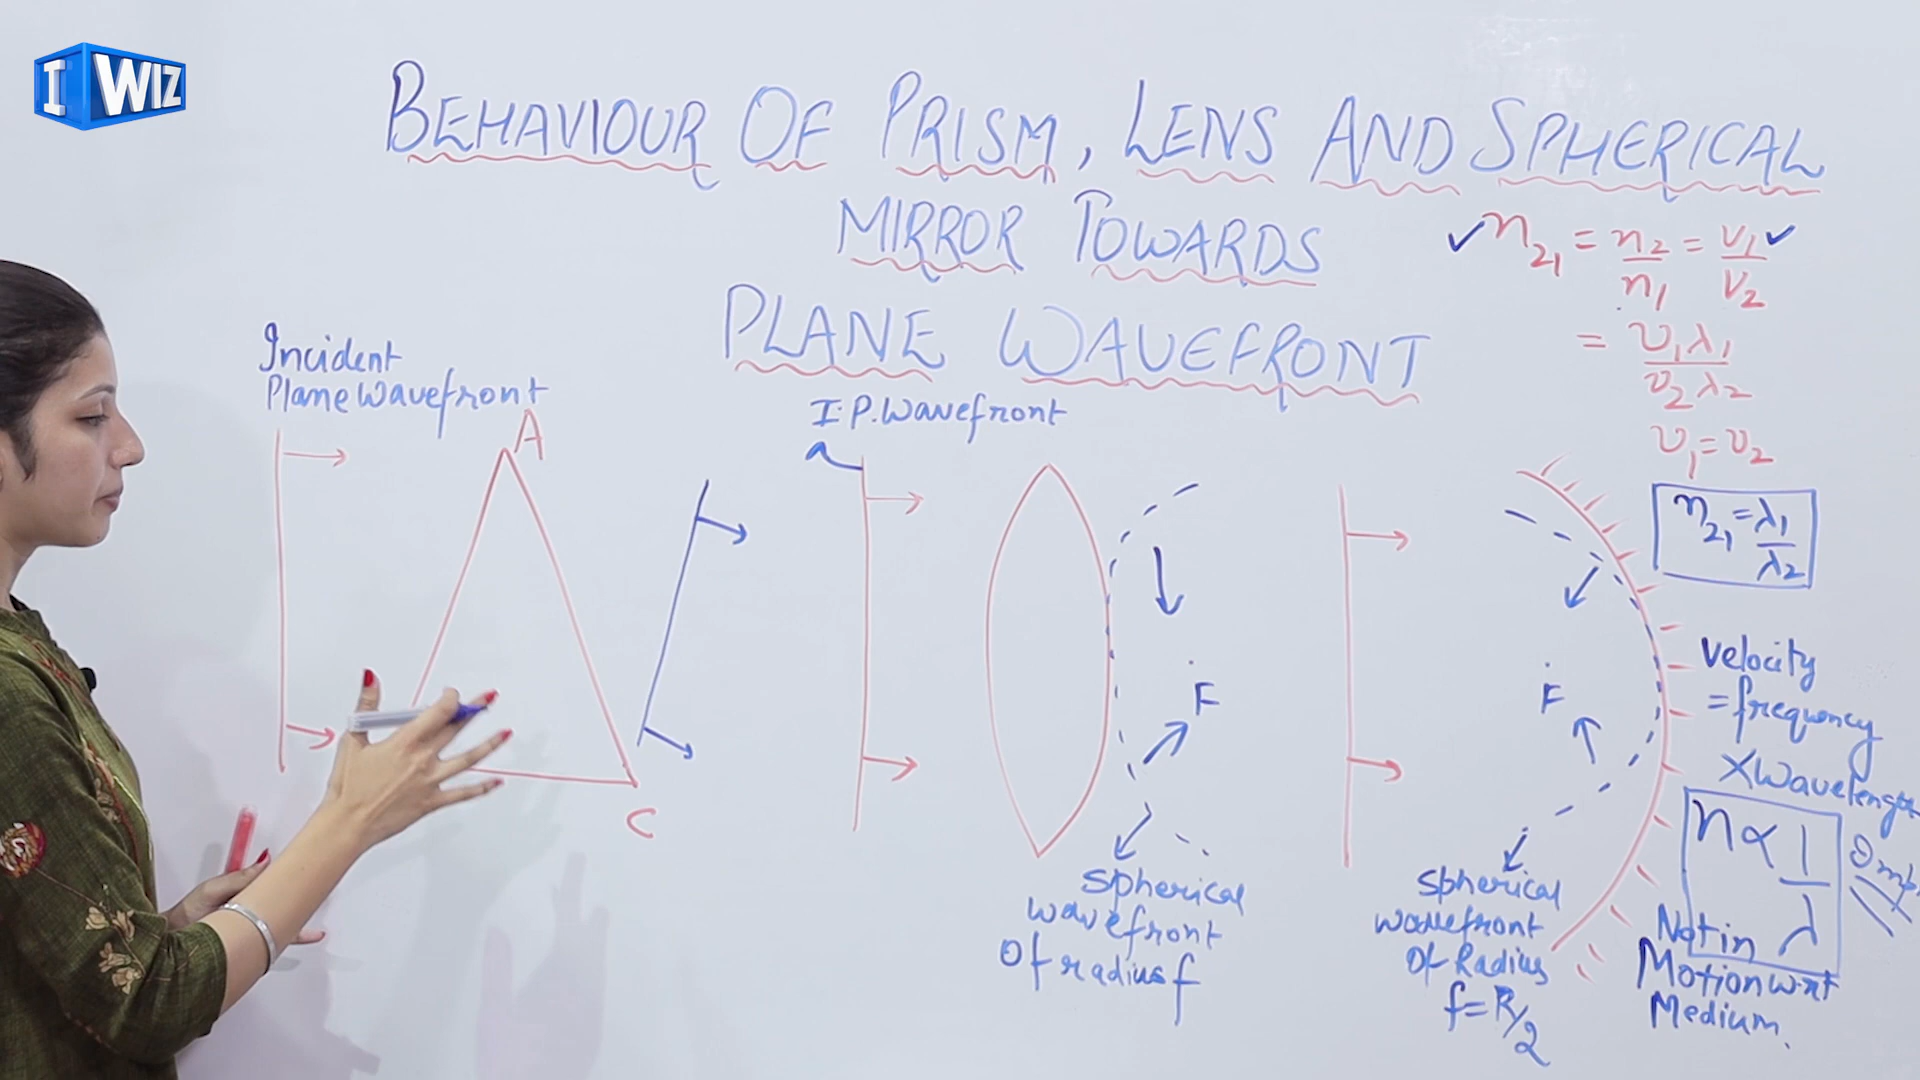 I WIZ
BEHAVIOUR OF PRISM, LENS AND SPHERICAL
MIRROR TOWARDS
PLANE WAVEFRONT
✓ n₂₁ = n₂/n₁ = v₁/v₂ ✓
= υ₁λ₁/υ₂λ₂
υ₁ = υ₂
n₂₁ = λ₁/λ₂
Velocity
= frequency
X Wavelength
n ∝ 1/λ
Not in
Motion w.r.t
Medium.
Incident
Plane Wavefront
A
C
I.P. Wavefront
F
Spherical
wavefront
Of radius f
F
Spherical
wavefront
Of Radius
f = R/2